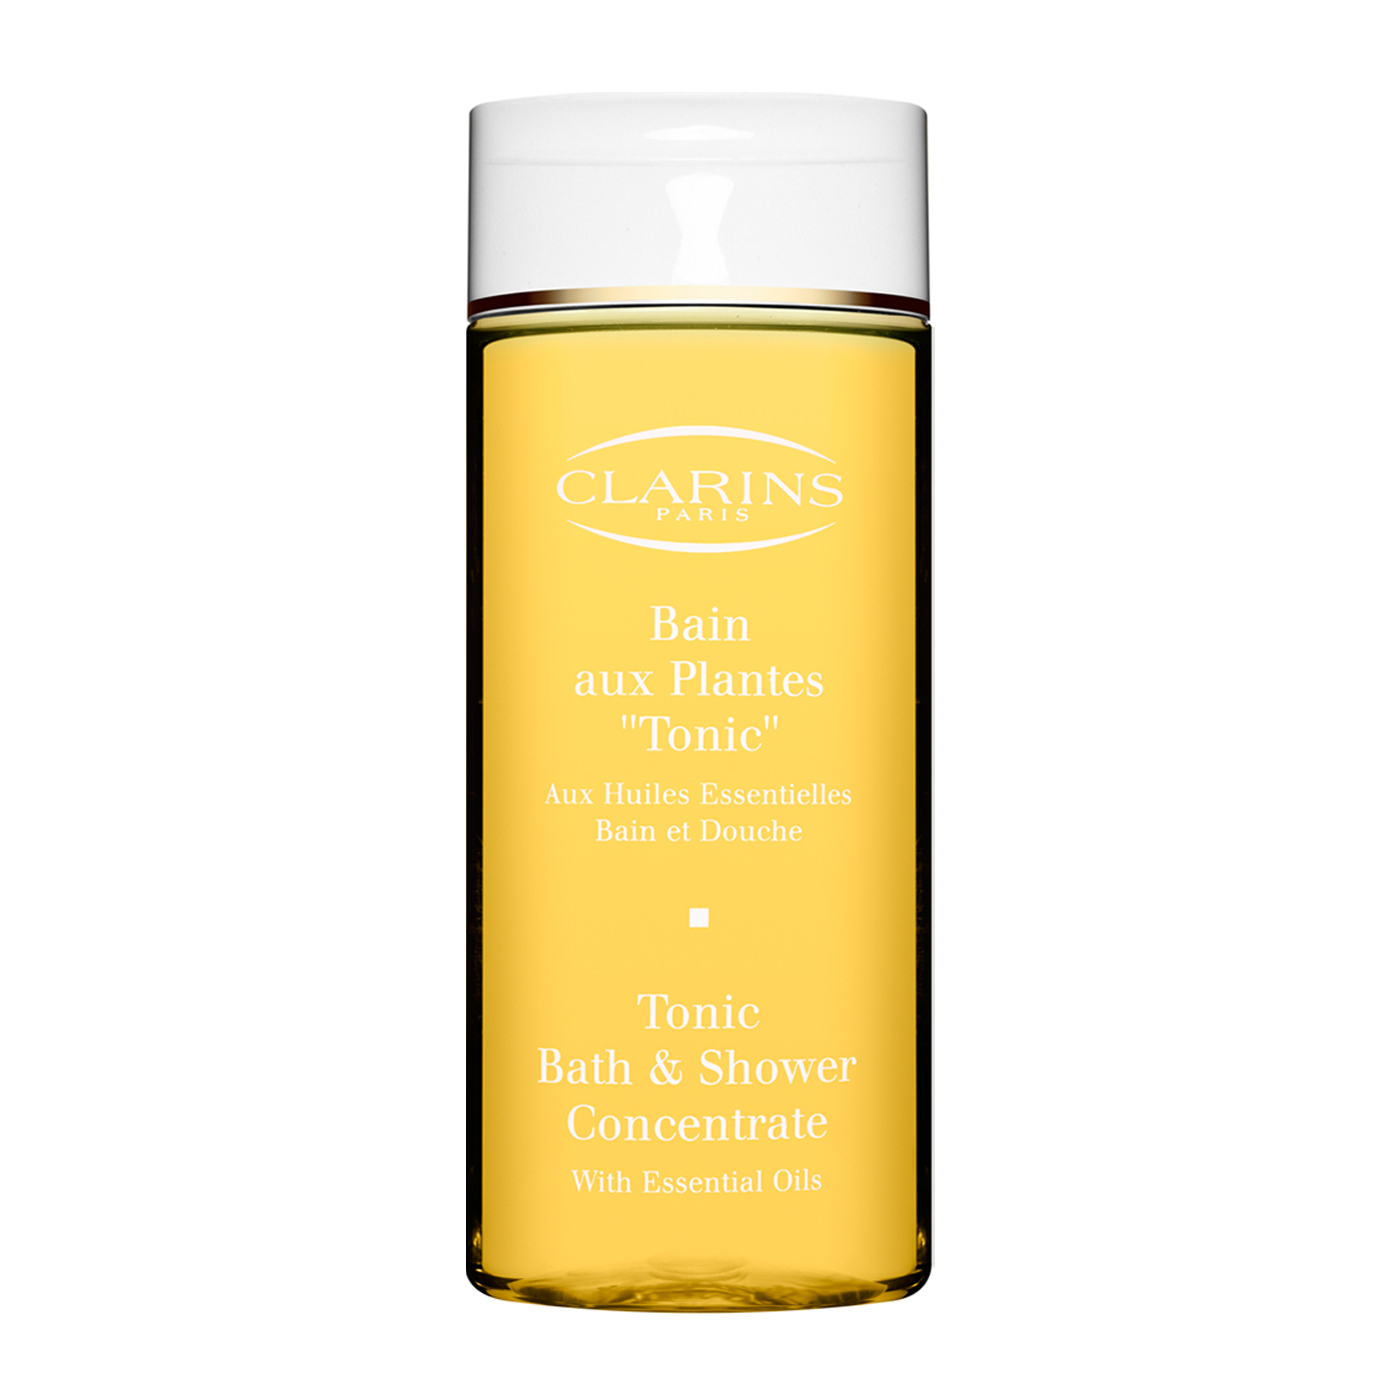 CLARINS
PARIS
Bain
aux Plantes
"Tonic"
Aux Huiles Essentielles
Bain et Douche
Tonic
Bath & Shower
Concentrate
With Essential Oils